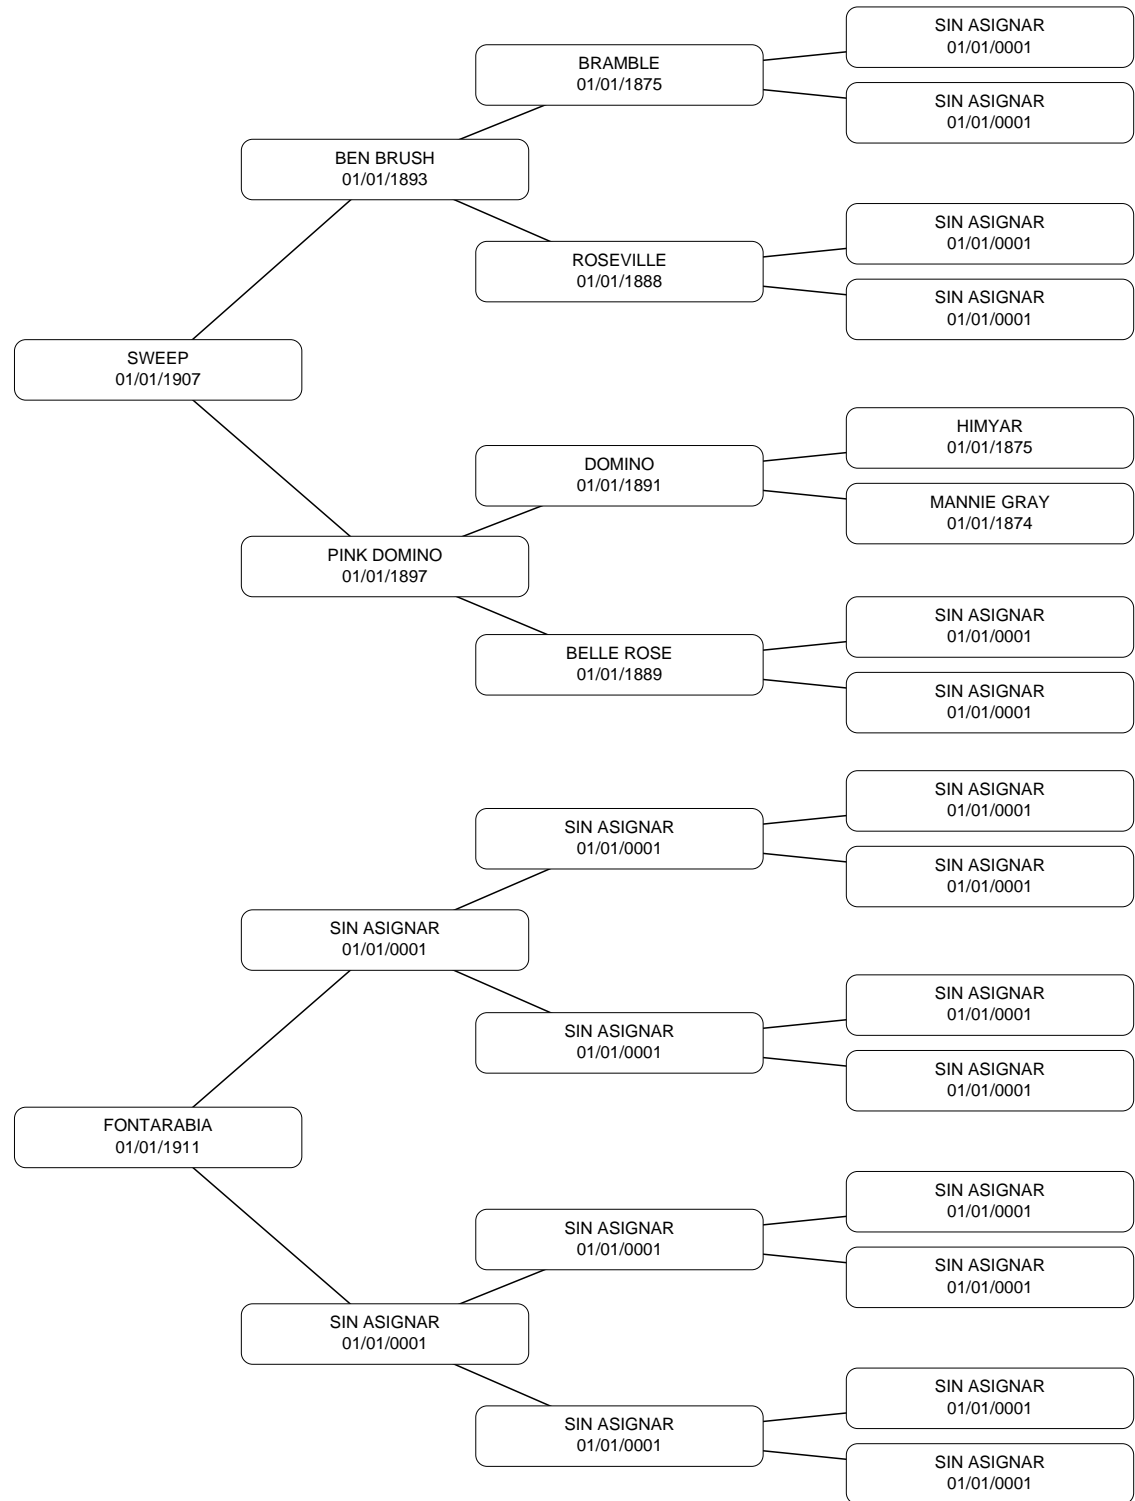 SIN ASIGNAR
01/01/0001
BRAMBLE
01/01/1875
SIN ASIGNAR
01/01/0001
BEN BRUSH
01/01/1893
SIN ASIGNAR
01/01/0001
ROSEVILLE
01/01/1888
SIN ASIGNAR
01/01/0001
SWEEP
01/01/1907
HIMYAR
01/01/1875
DOMINO
01/01/1891
MANNIE GRAY
01/01/1874
PINK DOMINO
01/01/1897
SIN ASIGNAR
01/01/0001
BELLE ROSE
01/01/1889
SIN ASIGNAR
01/01/0001
SIN ASIGNAR
01/01/0001
SIN ASIGNAR
01/01/0001
SIN ASIGNAR
01/01/0001
SIN ASIGNAR
01/01/0001
SIN ASIGNAR
01/01/0001
SIN ASIGNAR
01/01/0001
SIN ASIGNAR
01/01/0001
FONTARABIA
01/01/1911
SIN ASIGNAR
01/01/0001
SIN ASIGNAR
01/01/0001
SIN ASIGNAR
01/01/0001
SIN ASIGNAR
01/01/0001
SIN ASIGNAR
01/01/0001
SIN ASIGNAR
01/01/0001
SIN ASIGNAR
01/01/0001